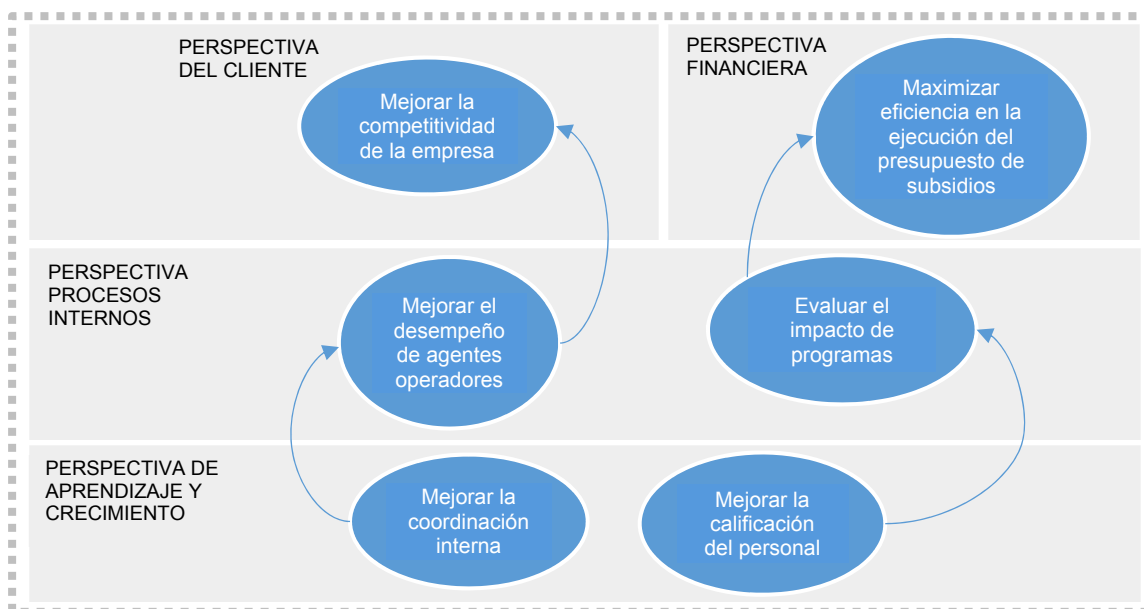 PERSPECTIVA
DEL CLIENTE
Mejorar la
competitividad
de la empresa
PERSPECTIVA
FINANCIERA
Maximizar
eficiencia en la
ejecución del
presupuesto de
subsidios
PERSPECTIVA
PROCESOS
INTERNOS
Mejorar el
desempeño
de agentes
operadores
Evaluar el
impacto de
programas
PERSPECTIVA DE
APRENDIZAJE Y
CRECIMIENTO
Mejorar la
coordinación
interna
Mejorar la
calificación
del personal